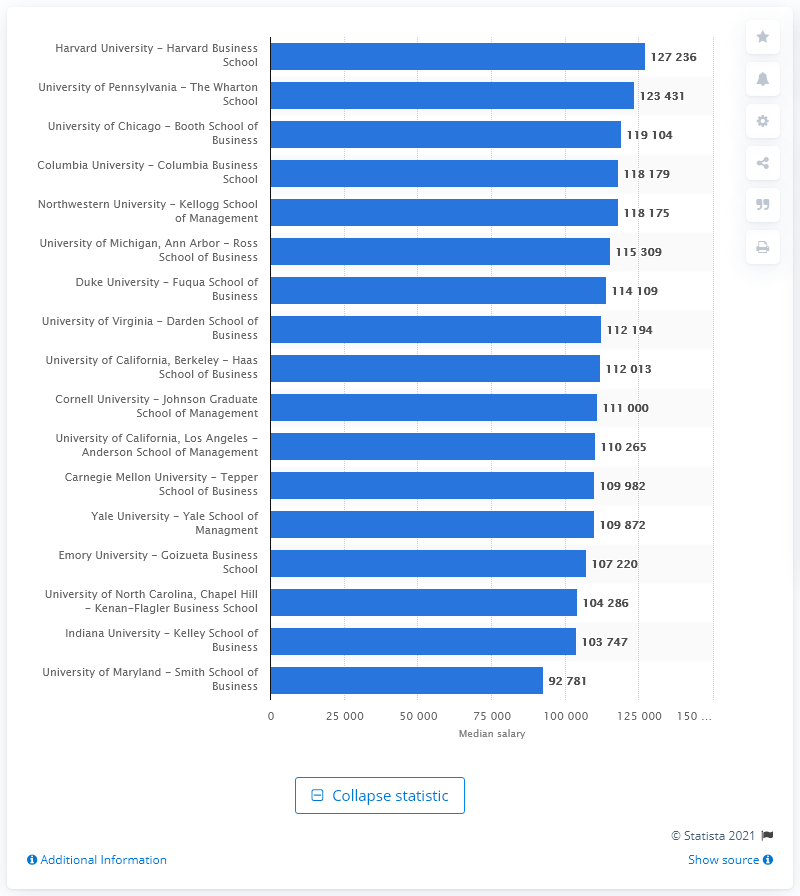 Harvard University – Harvard Business
School
127 236
University of Pennsylvania – The Wharton
School
123 431
University of Chicago – Booth School of
Business
119 104
Columbia University – Columbia Business
School
118 179
Northwestern University – Kellogg School
of Management
118 175
University of Michigan, Ann Arbor – Ross
School of Business
115 309
Duke University – Fuqua School of
Business
114 109
University of Virginia – Darden School of
Business
112 194
University of California, Berkeley – Haas
School of Business
112 013
Cornell University – Johnson Graduate
School of Management
111 000
University of California, Los Angeles –
Anderson School of Management
110 265
Carnegie Mellon University – Tepper
School of Business
109 982
Yale University – Yale School of
Managment
109 872
Emory University – Goizueta Business
School
107 220
University of North Carolina, Chapel Hill
– Kenan–Flagler Business School
104 286
Indiana University – Kelley School of
Business
103 747
University of Maryland – Smith School of
Business
92 781
0 25 000 50 000 75 000 100 000 125 000 150 ...
Median salary
Collapse statistic
© Statista 2021
Additional Information
Show source